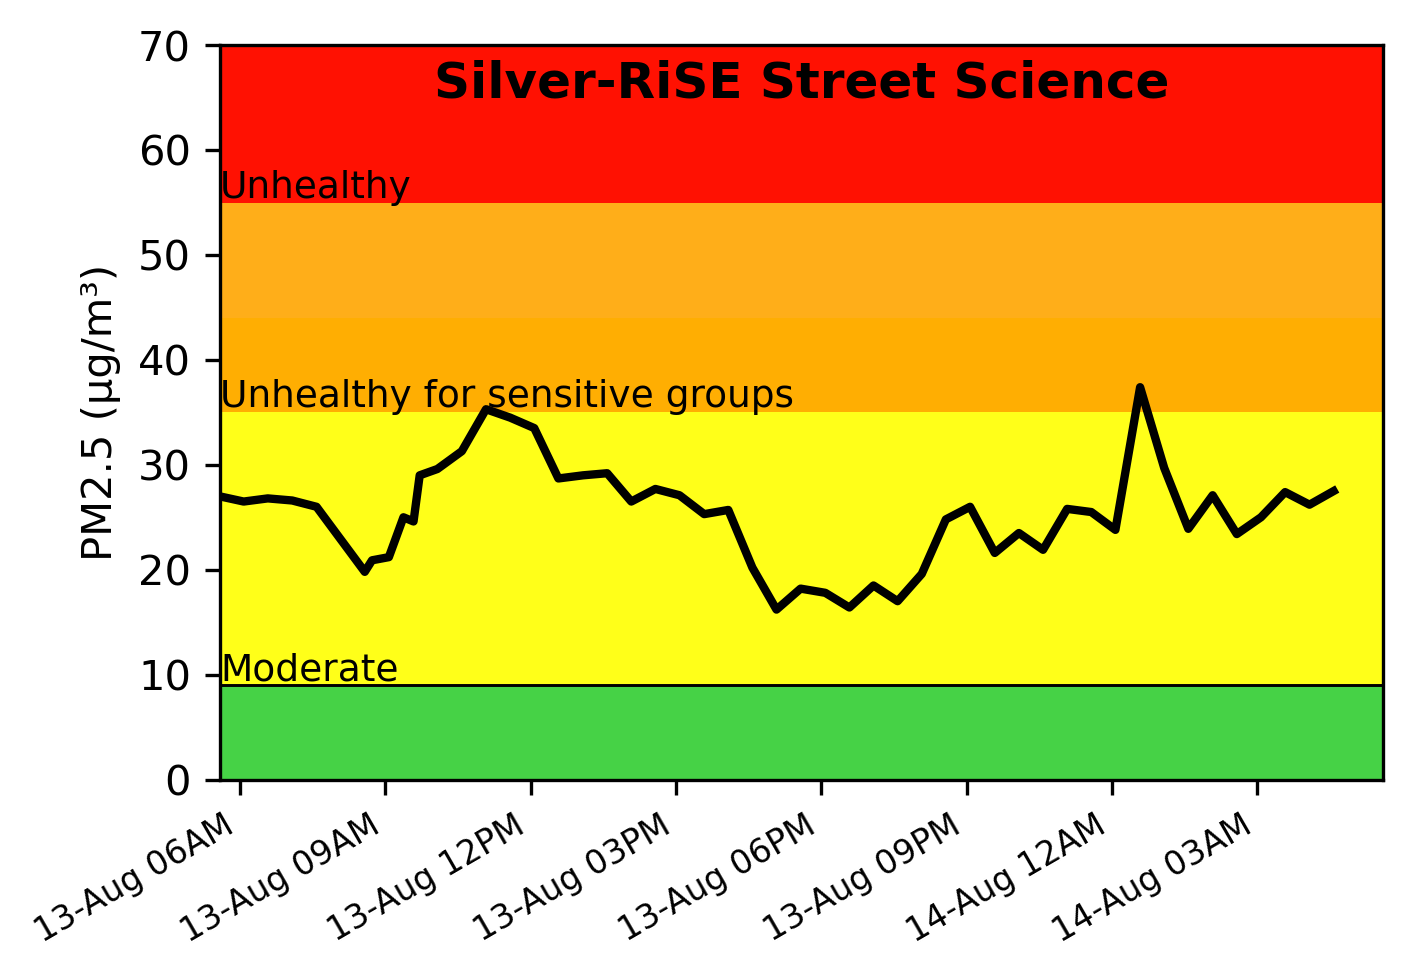 Silver-RiSE Street Science
70
60
50
40
30
20
10
0
PM2.5 (µg/m³)
Unhealthy
Unhealthy for sensitive groups
Moderate
13-Aug 06AM
13-Aug 09AM
13-Aug 12PM
13-Aug 03PM
13-Aug 06PM
13-Aug 09PM
14-Aug 12AM
14-Aug 03AM